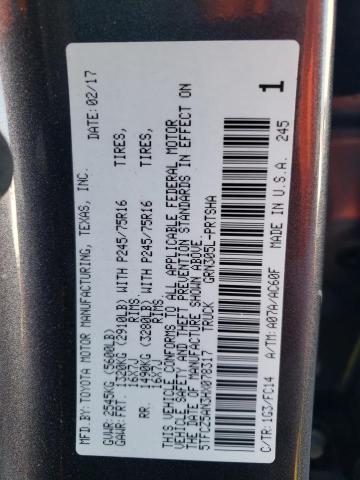 MFD.BY: TOYOTA MOTOR MANUFACTURING, TEXAS, INC. DATE: 02/17
GVWR: 2545KG (5600LB)
GAWR: FRT. 1320KG (2910LB) WITH P245/75R16 TIRES,
16X7J RIMS,
RR. 1490KG (3280LB) WITH P245/75R16 TIRES,
16X7J RIMS
THIS VEHICLE CONFORMS TO ALL APPLICABLE FEDERAL MOTOR
VEHICLE SAFETY AND THEFT PREVENTION STANDARDS IN EFFECT ON
THE DATE OF MANUFACTURE SHOWN ABOVE.
5TFCZ5AN3HX070317 TRUCK GRN305L-PRTSHA
1
C/TR: 1G3/FC14 A/TM: A07A/AC60F MADE IN U.S.A. 245